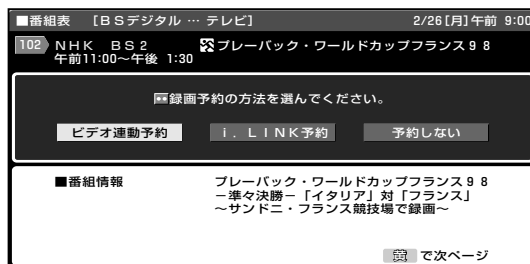 ■番組表 [BSデジタル … テレビ] 2/26[月]午前 9:00
102 NHK BS2 プレーバック・ワールドカップフランス98
午前11:00~午後 1:30
録画予約の方法を選んでください。
ビデオ連動予約 i.LINK予約 予約しない
■番組情報 プレーバック・ワールドカップフランス98
-準々決勝-「イタリア」対「フランス」
~サンドニ・フランス競技場で録画~
黄 で次ページ